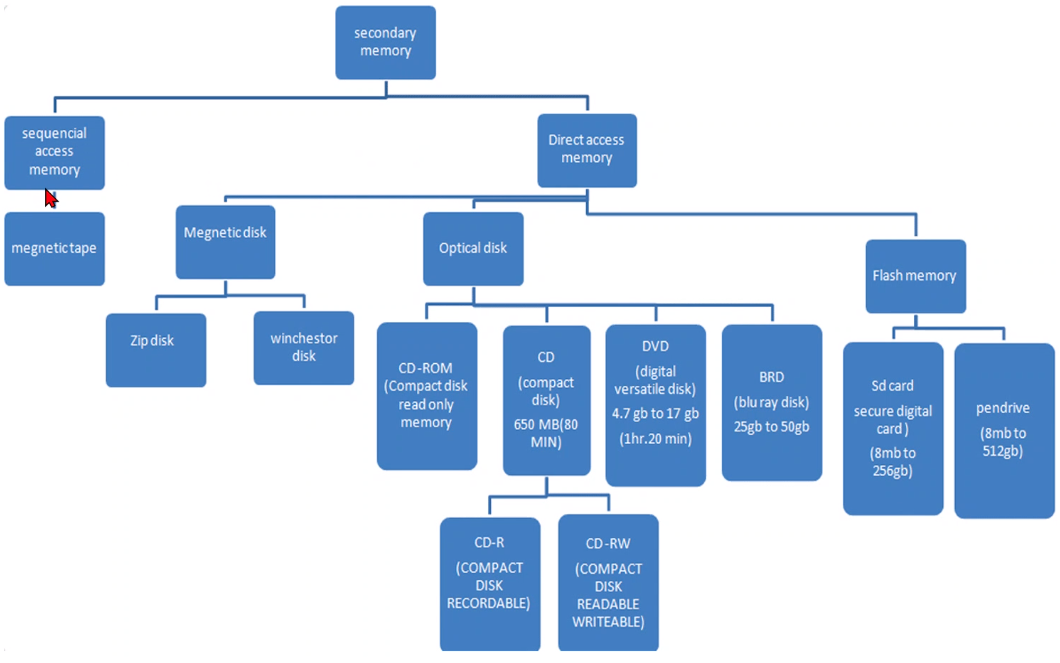 secondary
memory
sequencial
access
memory
Direct access
memory
megnetic tape
Megnetic disk
Optical disk
Flash memory
Zip disk
winchestor
disk
CD-ROM
(Compact disk
read only
memory
CD
(compact
disk)
650 MB(80
MIN)
DVD
(digital
versatile disk)
4.7 gb to 17 gb
(1hr.20 min)
BRD
(blu ray disk)
25gb to 50gb
Sd card
secure digital
card )
(8mb to
256gb)
pendrive
(8mb to
512gb)
CD-R
(COMPACT
DISK
RECORDABLE)
CD-RW
(COMPACT
DISK
READABLE
WRITEABLE)